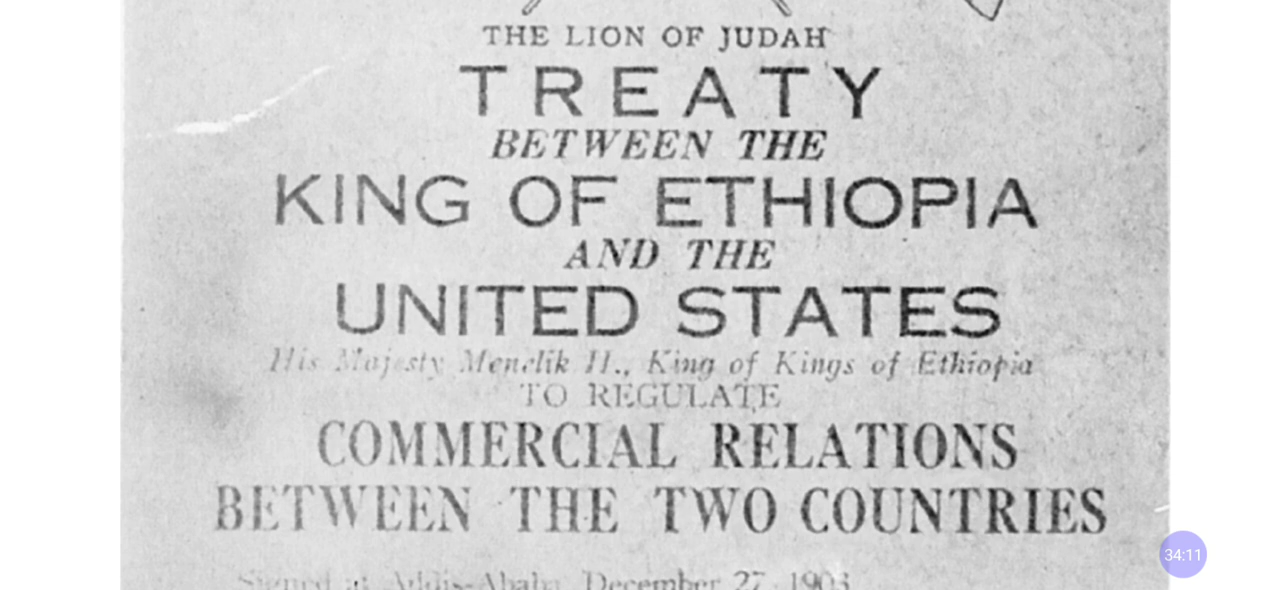 THE LION OF JUDAH
TREATY
BETWEEN THE
KING OF ETHIOPIA
AND THE
UNITED STATES
His Majesty Menelik II., King of Kings of Ethiopia
TO REGULATE
COMMERCIAL RELATIONS
BETWEEN THE TWO COUNTRIES
Signed at Addis-Ababa December 27, 1903
34:11